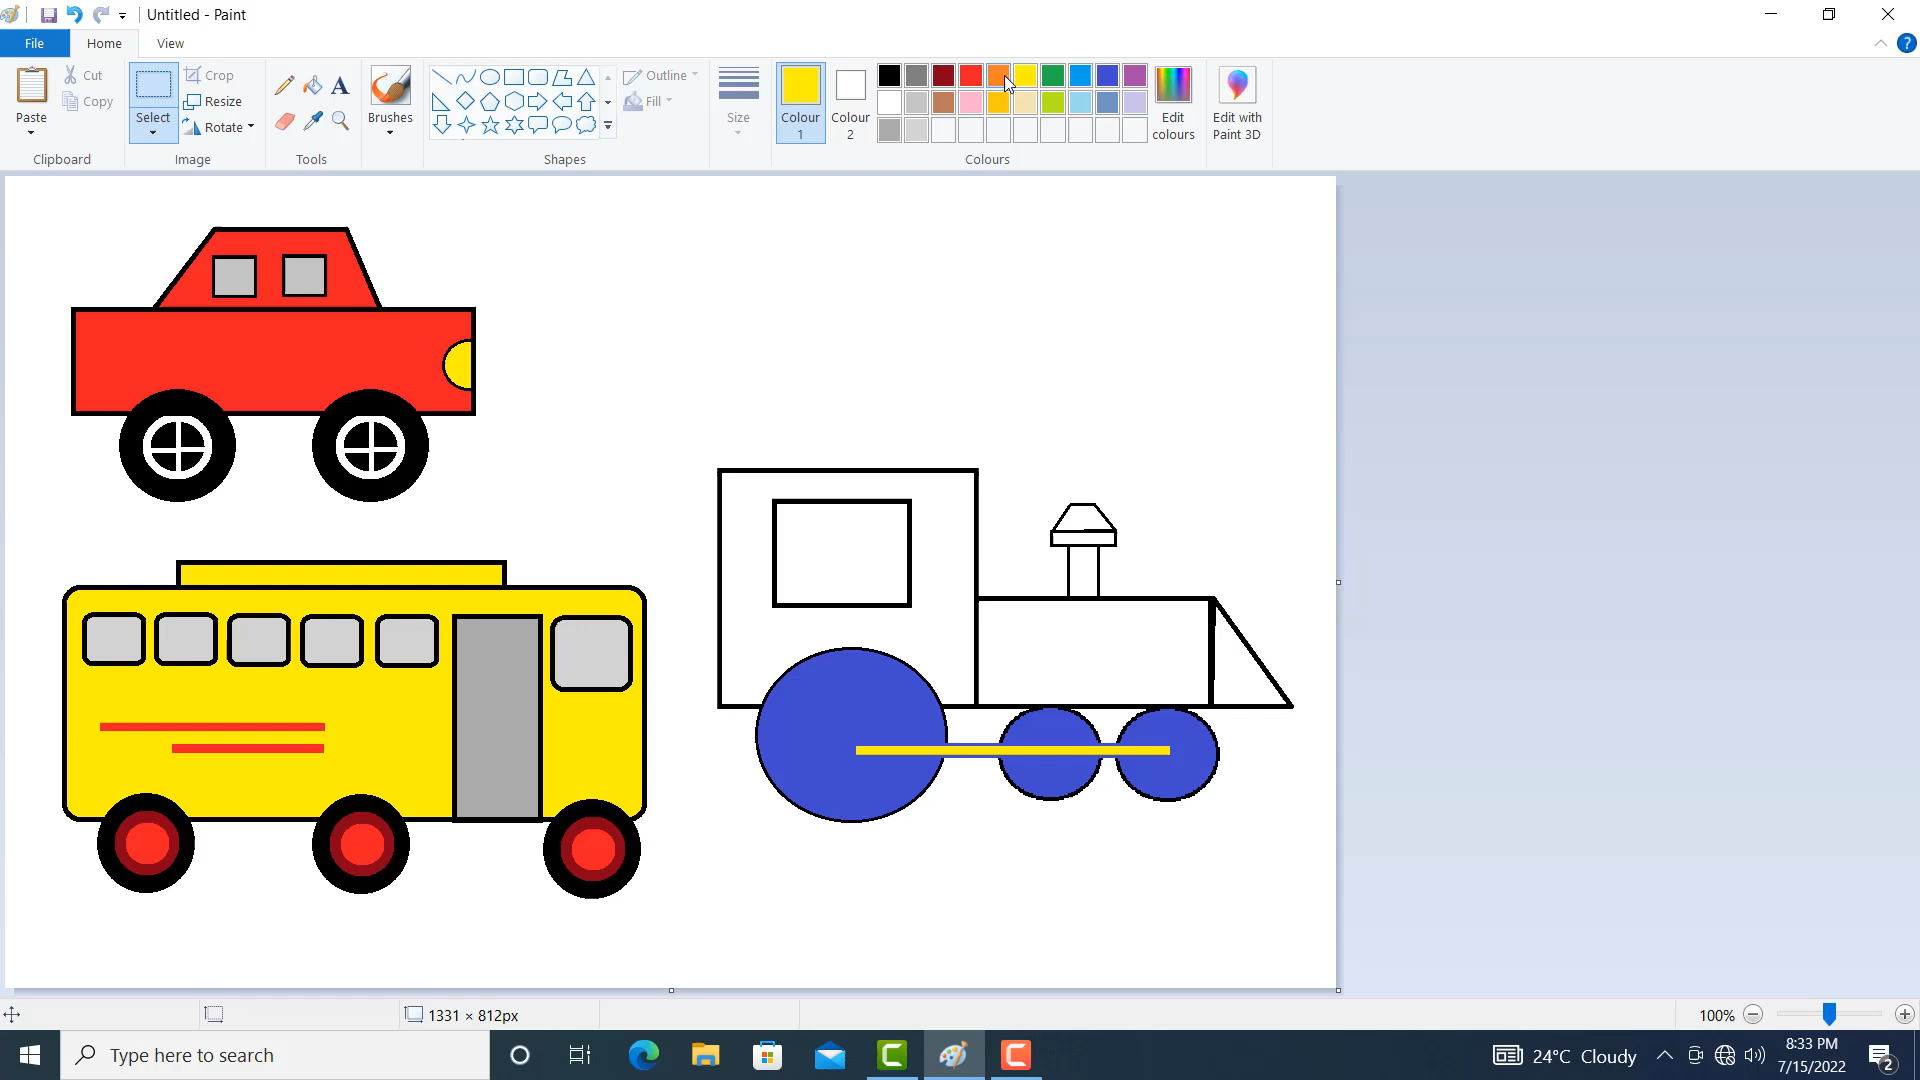 Untitled - Paint
File Home View
Paste
Cut
Copy
Clipboard
Select
Crop
Resize
Rotate
Image
A
Tools
Brushes
Shapes
Outline
Fill
Size
Colour 1
Colour 2
Colours
Edit colours
Edit with Paint 3D
?
1331 × 812px
100%
Type here to search
24°C Cloudy
8:33 PM
7/15/2022
2